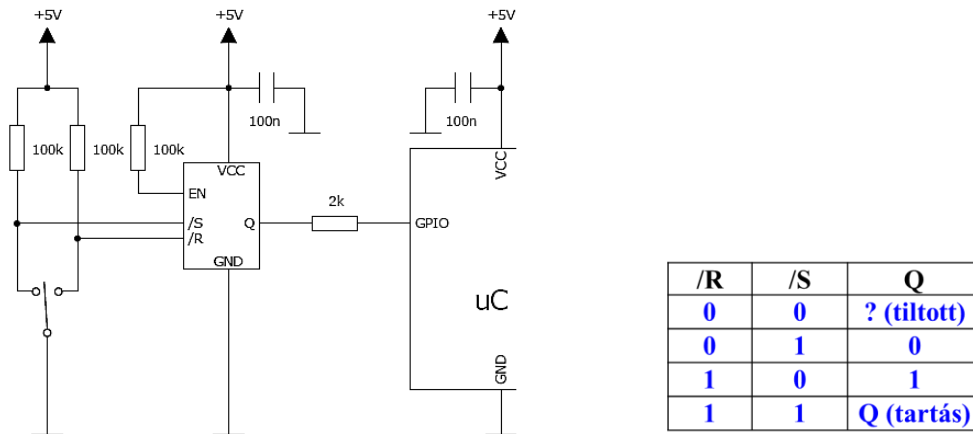 +5V
+5V
+5V
100n
100n
100k
100k
100k
VCC
VCC
EN
/S
/R
Q
GND
2k
GPIO
uC
GND
/R /S Q
0 0 ? (tiltott)
0 1 0
1 0 1
1 1 Q (tartás)